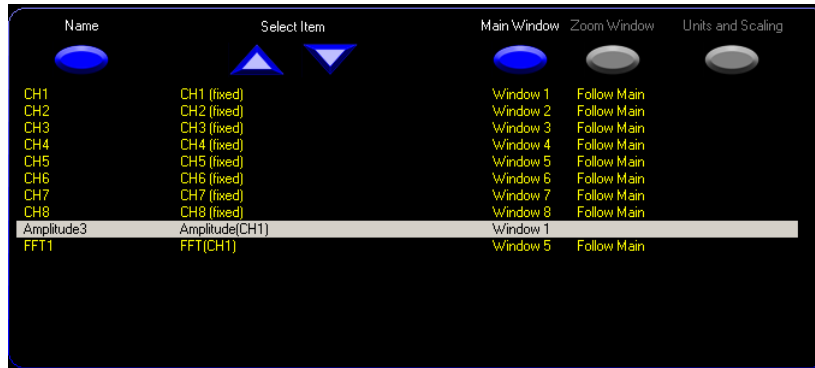 Name Select Item Main Window Zoom Window Units and Scaling
CH1 CH1 (fixed) Window 1 Follow Main
CH2 CH2 (fixed) Window 2 Follow Main
CH3 CH3 (fixed) Window 3 Follow Main
CH4 CH4 (fixed) Window 4 Follow Main
CH5 CH5 (fixed) Window 5 Follow Main
CH6 CH6 (fixed) Window 6 Follow Main
CH7 CH7 (fixed) Window 7 Follow Main
CH8 CH8 (fixed) Window 8 Follow Main
Amplitude3 Amplitude(CH1) Window 1
FFT1 FFT(CH1) Window 5 Follow Main